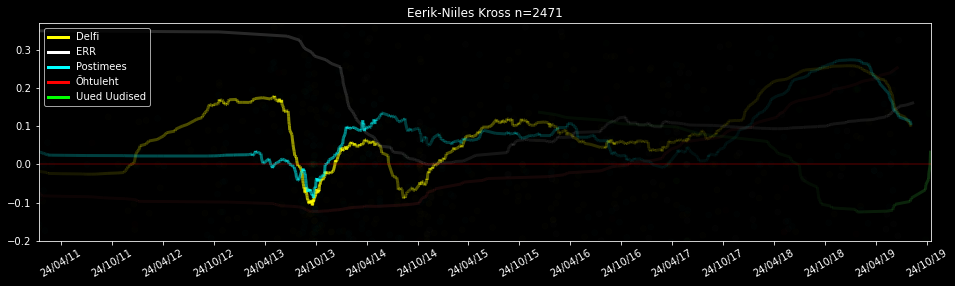 Eerik-Niiles Kross n=2471
Delfi
ERR
Postimees
Õhtuleht
Uued Uudised
0.3
0.2
0.1
0.0
−0.1
−0.2
24/04/11 24/10/11 24/04/12 24/10/12 24/04/13 24/10/13 24/04/14 24/10/14 24/04/15 24/10/15 24/04/16 24/10/16 24/04/17 24/10/17 24/04/18 24/10/18 24/04/19 24/10/19